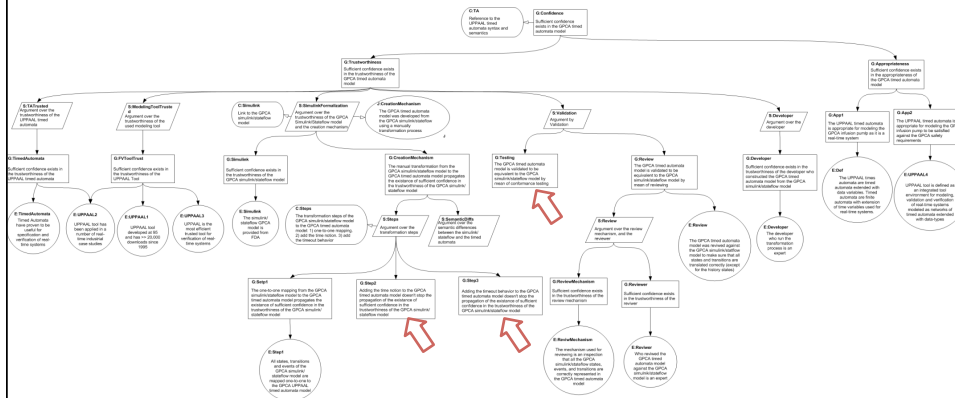 C:TA
Reference to the
UPPAAL timed
automata syntax and
semantics
G:Confidence
Sufficient confidence
exists in the GPCA timed
automata model
G:Trustworthiness
Sufficient confidence exists
in the trustworthiness of the
GPCA timed automata
model
G:Appropriateness
Sufficient confidence exists
in the appropriateness of
the GPCA timed automata
model
S:TATrusted
Argument over the
trustworthiness of the
UPPAAL timed
automata
S:ModelingToolTruste
d
Argument over the
trustworthiness of the
used modeling tool
C:Simulink
Link to the GPCA
simulink/stateflow
model
S:SimulinkFormalization
Argument over the
trustworthiness of the GPCA
Simulink/Stateflow model
and the creation mechanism
J:CreationMechanism
The GPCA timed automata
model was developed from
the GPCA simulink/stateflow
using a manually
transformation process
J
S:Validation
Argument by
Validation
S:Developer
Argument over the
developer
G:App1
The UPPAAL timed automata
is appropriate for modeling the
GPCA infusion pump as it is a
real-time system
G:App2
The UPPAAL timed automata is
appropriate for modeling the GPCA
infusion pump to be satisfied
against the GPCA safety
requirements
G:TimedAutomata
Sufficient confidence exists in
the trustworthiness of the
UPPAAL timed automata
G:FVToolTrust
Sufficient confidence exists in
the trustworthiness of the
UPPAAL Tool
G:Simulink
Sufficient confidence exists in
the trustworthiness of the
GPCA simulink/stateflow model
G:CreationMechanism
The manual transformation from the
GPCA simulink/stateflow model to the
GPCA timed automata model propagates
the existence of sufficient confidence in
the trustworthiness of the GPCA simulink/
stateflow model
G:Testing
The GPCA timed automata
model is validated to be
equivalent to the GPCA
simulink/stateflow model by
mean of conformance testing
G:Review
The GPCA timed automata
model is validated to be
equivalent to the GPCA
simulink/stateflow model by
mean of reviewing
G:Developer
Sufficient confidence exists in the
trustworthiness of the developer who
constructed the GPCA timed
automata model from the GPCA
simulink/stateflow model
E:Def
The UPPAAL times
automata are timed
automata extended with
data variables. Timed
automata are finite
automata with extension
of time variables used for
real-time systems
E:UPPAAL4
UPPAAL tool is defined as
an integrated tool
environment for modeling,
validation and verification
of real-time systems
modeled as networks of
timed automata extended
with data-types
E:TimedAutomata
Timed Automata
have proven to be
useful for
specification and
verification of real
time systems
E:UPPAAL2
UPPAAL tool has
been applied in a
number of real-
time industrial
case studies
E:UPPAAL1
UPPAAL tool
developed at 95
and has >= 20,000
downloads since
1999
E:UPPAAL3
UPPAAL is the
most efficient
trusted tool for
verification of real-
time systems
E:Simulink
The simulink/
stateflow GPCA
model is
provided from
FDA
C:Steps
The transformation steps of the
GPCA simulink/stateflow model
to the GPCA timed automata
model: 1) one-to-one mapping.
2) add the time notion. 3) add
the timeout behavior
S:Steps
Argument over the
transformation steps
S:SemanticDiffs
Argument over the
semantic differences
between the simulink
and the timed
automata
S:Review
Argument over the review
mechanism, and the
reviewer
E:Review
The GPCA timed automata
model was reviewed against
the GPCA simulink/stateflow
model to make sure that all
states and transitions are
translated correctly (except
for the history states)
E:Developer
The developer
who run the
transformation
process is an
expert
G:Setp1
The one-to-one mapping from the GPCA
simulink/stateflow model to the GPCA
timed automata model propagates the
existence of sufficient confidence in the
trustworthiness of the GPCA simulink/
stateflow model
G:Step2
Adding the time notion to the GPCA
timed automata model doesn't stop the
propagation of the existence of sufficient
confidence in the
trustworthiness of the GPCA simulink/
stateflow model
G:Step3
Adding the timeout behavior to the GPCA
timed automata model doesn't stop the
propagation of the existence of sufficient
confidence in the trustworthiness of the GPCA
simulink/stateflow model
G:ReviewMechanism
Sufficient confidence exists
in the trustworthiness of the
review mechanism
G:Reviewer
Sufficient confidence exists
in the trustworthiness of the
reviwer
E:Step1
All states, transitions
and events of the
GPCA simulink/
stateflow model are
mapped one-to-one to
the GPCA UPPAAL
timed automata model
E:ReviwMechanism
The mechanism used for
reviewing is an inspection
that all the GPCA
simulink/stateflow states,
events, and transitions are
correctly represented in
the GPCA timed automata
model
E:Reviewer
Who revised the
GPCA timed
automata model
against the GPCA
simulink/stateflow
model is an expert